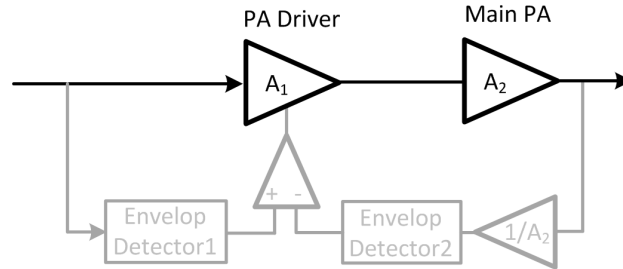 PA Driver
Main PA
A1
A2
+ -
Envelop
Detector1
Envelop
Detector2
1/A2